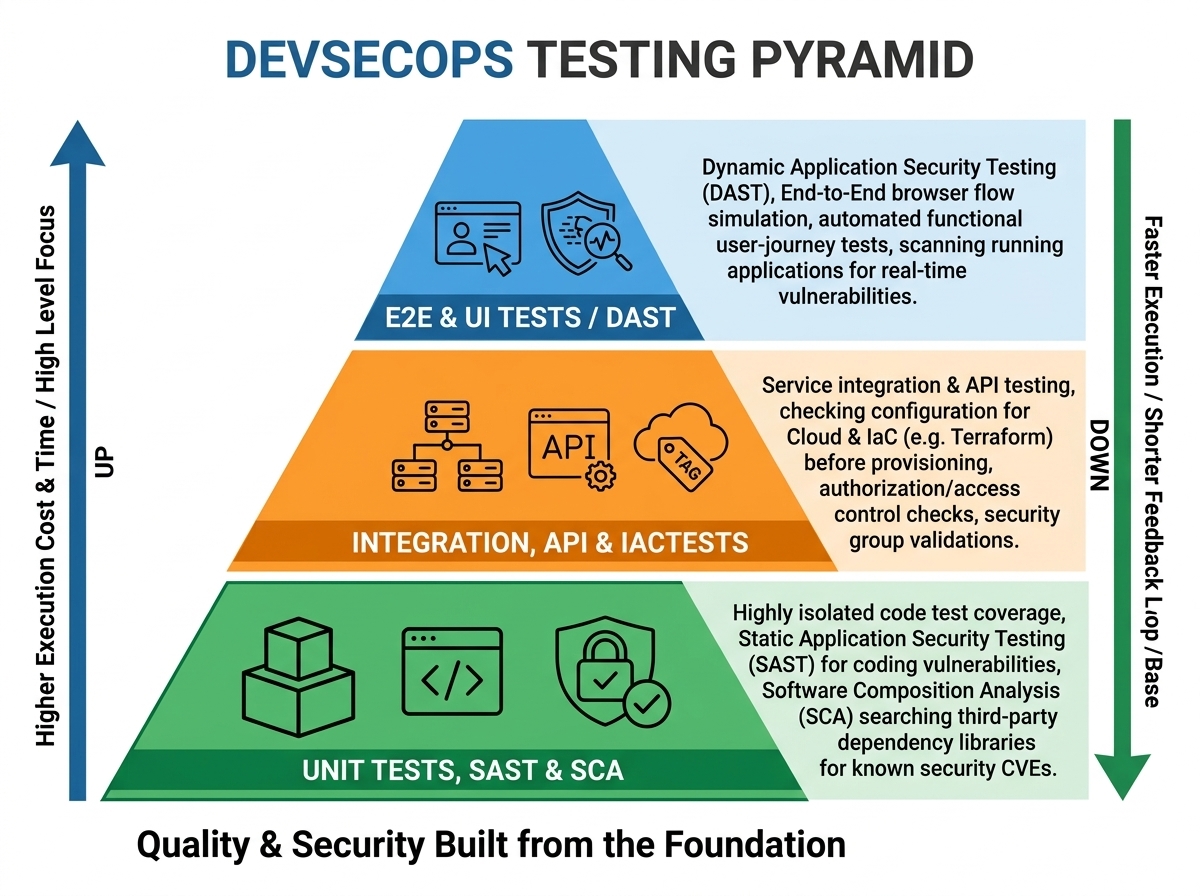 DEVSECOPS TESTING PYRAMID
Higher Execution Cost & Time / High Level Focus
UP
E2E & UI TESTS / DAST
Dynamic Application Security Testing
(DAST), End-to-End browser flow
simulation, automated functional
user-journey tests, scanning running
applications for real-time
vulnerabilities.
API
TAG
INTEGRATION, API & IACTESTS
Service integration & API testing,
checking configuration for
Cloud & IaC (e.g. Terraform)
before provisioning,
authorization/access
control checks, security
group validations.
</>
UNIT TESTS, SAST & SCA
Highly isolated code test coverage,
Static Application Security Testing
(SAST) for coding vulnerabilities,
Software Composition Analysis
(SCA) searching third-party
dependency libraries
for known security CVEs.
DOWN
Faster Execution / Shorter Feedback / Base
Quality & Security Built from the Foundation